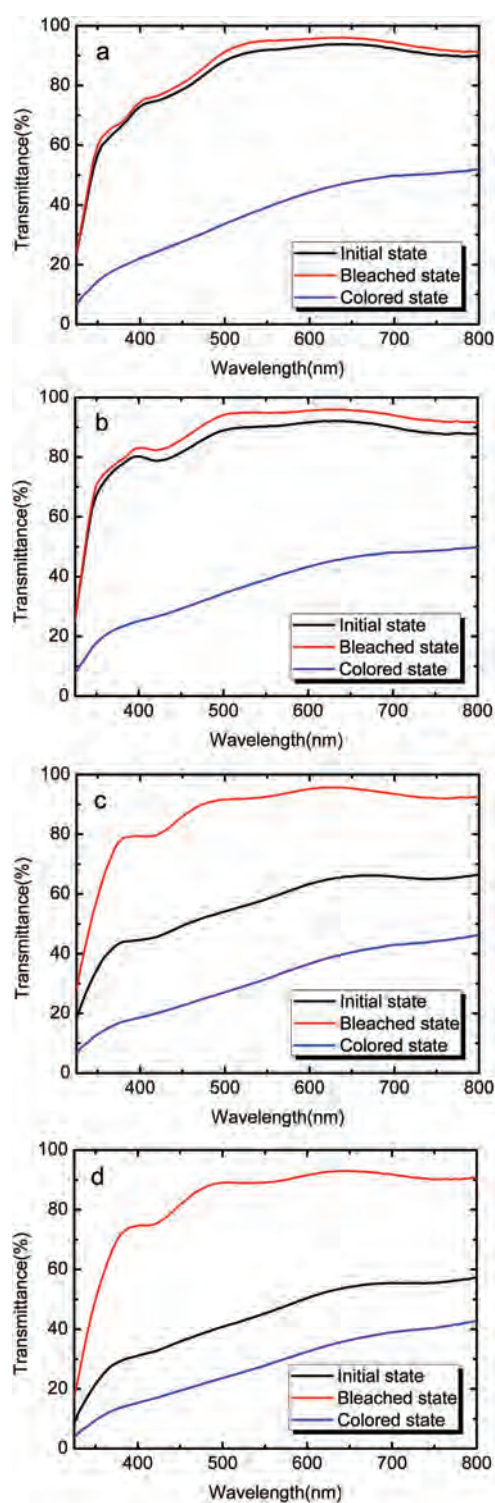 a
100
80
60
40
20
0
Transmittance(%)
Initial state
Bleached state
Colored state
400 500 600 700 800
Wavelength(nm)
b
100
80
60
40
20
0
Transmittance(%)
Initial state
Bleached state
Colored state
400 500 600 700 800
Wavelength(nm)
c
100
80
60
40
20
0
Transmittance(%)
Initial state
Bleached state
Colored state
400 500 600 700 800
Wavelength(nm)
d
100
80
60
40
20
0
Transmittance(%)
Initial state
Bleached state
Colored state
400 500 600 700 800
Wavelength(nm)